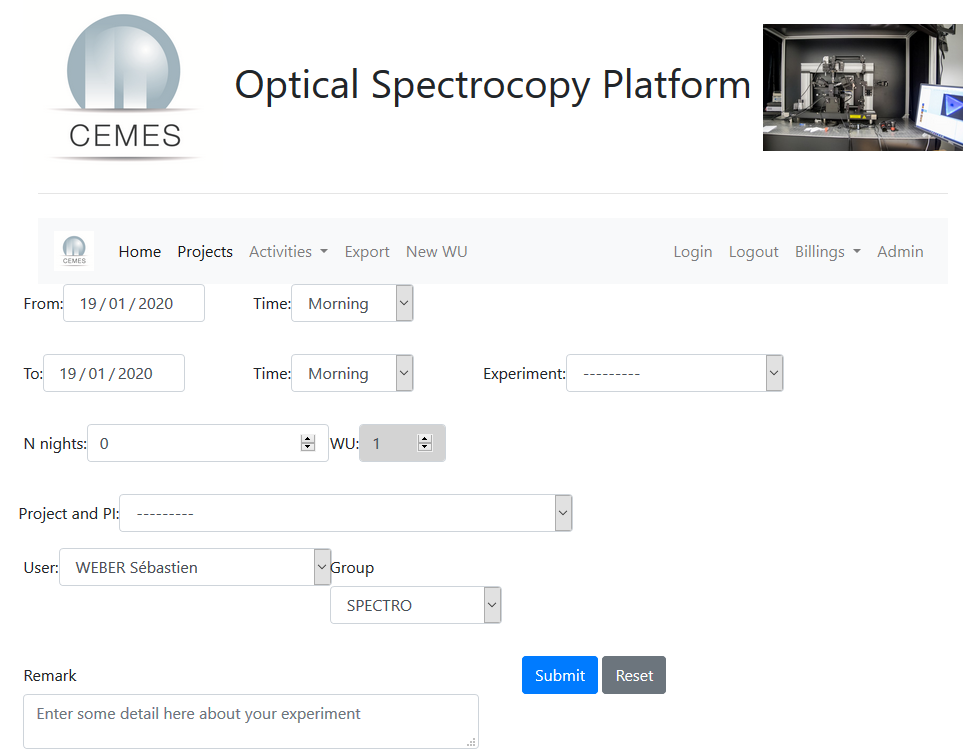 CEMES
Optical Spectrocopy Platform
CEMES Home Projects Activities Export New WU Login Logout Billings Admin
From: 19 / 01 / 2020 Time: Morning
To: 19 / 01 / 2020 Time: Morning Experiment: ---------
N nights: 0 WU: 1
Project and PI: ---------
User: WEBER Sébastien Group
SPECTRO
Remark Submit Reset
Enter some detail here about your experiment